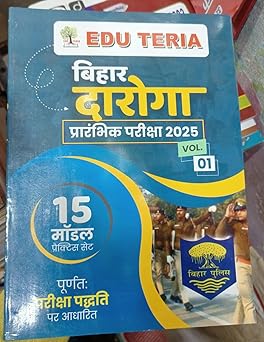 EDU TERIA
बिहार
दारोगा
प्रारंभिक परीक्षा 2025
VOL.
01
15
मॉडल
प्रैक्टिस सेट
पूर्णत:
परीक्षा पद्धति
पर आधारित
बिहार पुलिस